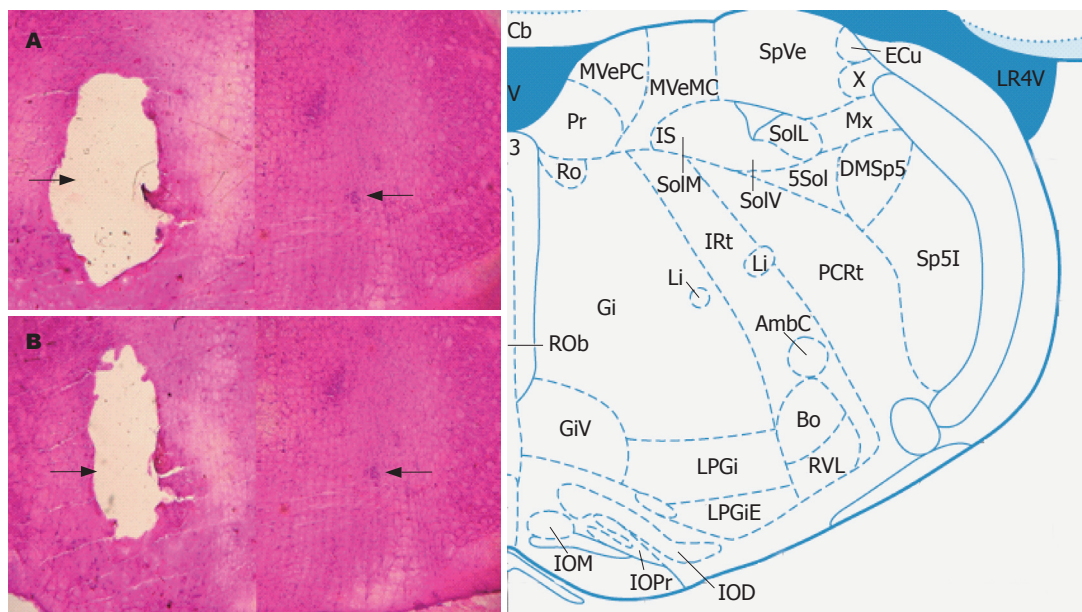 A
B
Cb
SpVe
ECu
MVePC
MVeMC
X
LR4V
V
Pr
Mx
IS
SolL
3
Ro
SolM
SolV
5Sol
DMSp5
IRt
Li
Sp5I
Li
PCRt
Gi
AmbC
ROb
GiV
Bo
LPGi
RVL
LPGiE
IOM
IOPr
IOD